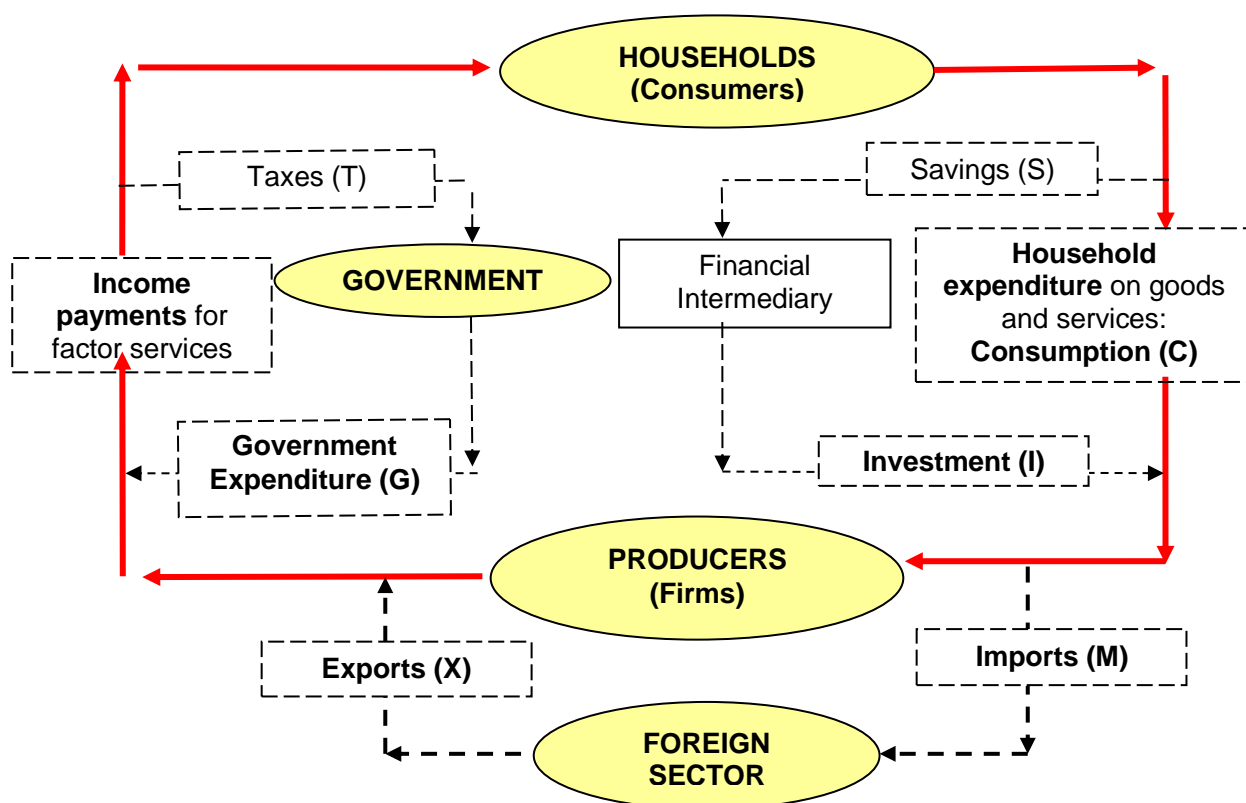 HOUSEHOLDS
(Consumers)
Taxes (T)
Savings (S)
Income
payments for
factor services
GOVERNMENT
Financial
Intermediary
Household
expenditure on goods
and services:
Consumption (C)
Government
Expenditure (G)
Investment (I)
PRODUCERS
(Firms)
Exports (X)
Imports (M)
FOREIGN
SECTOR